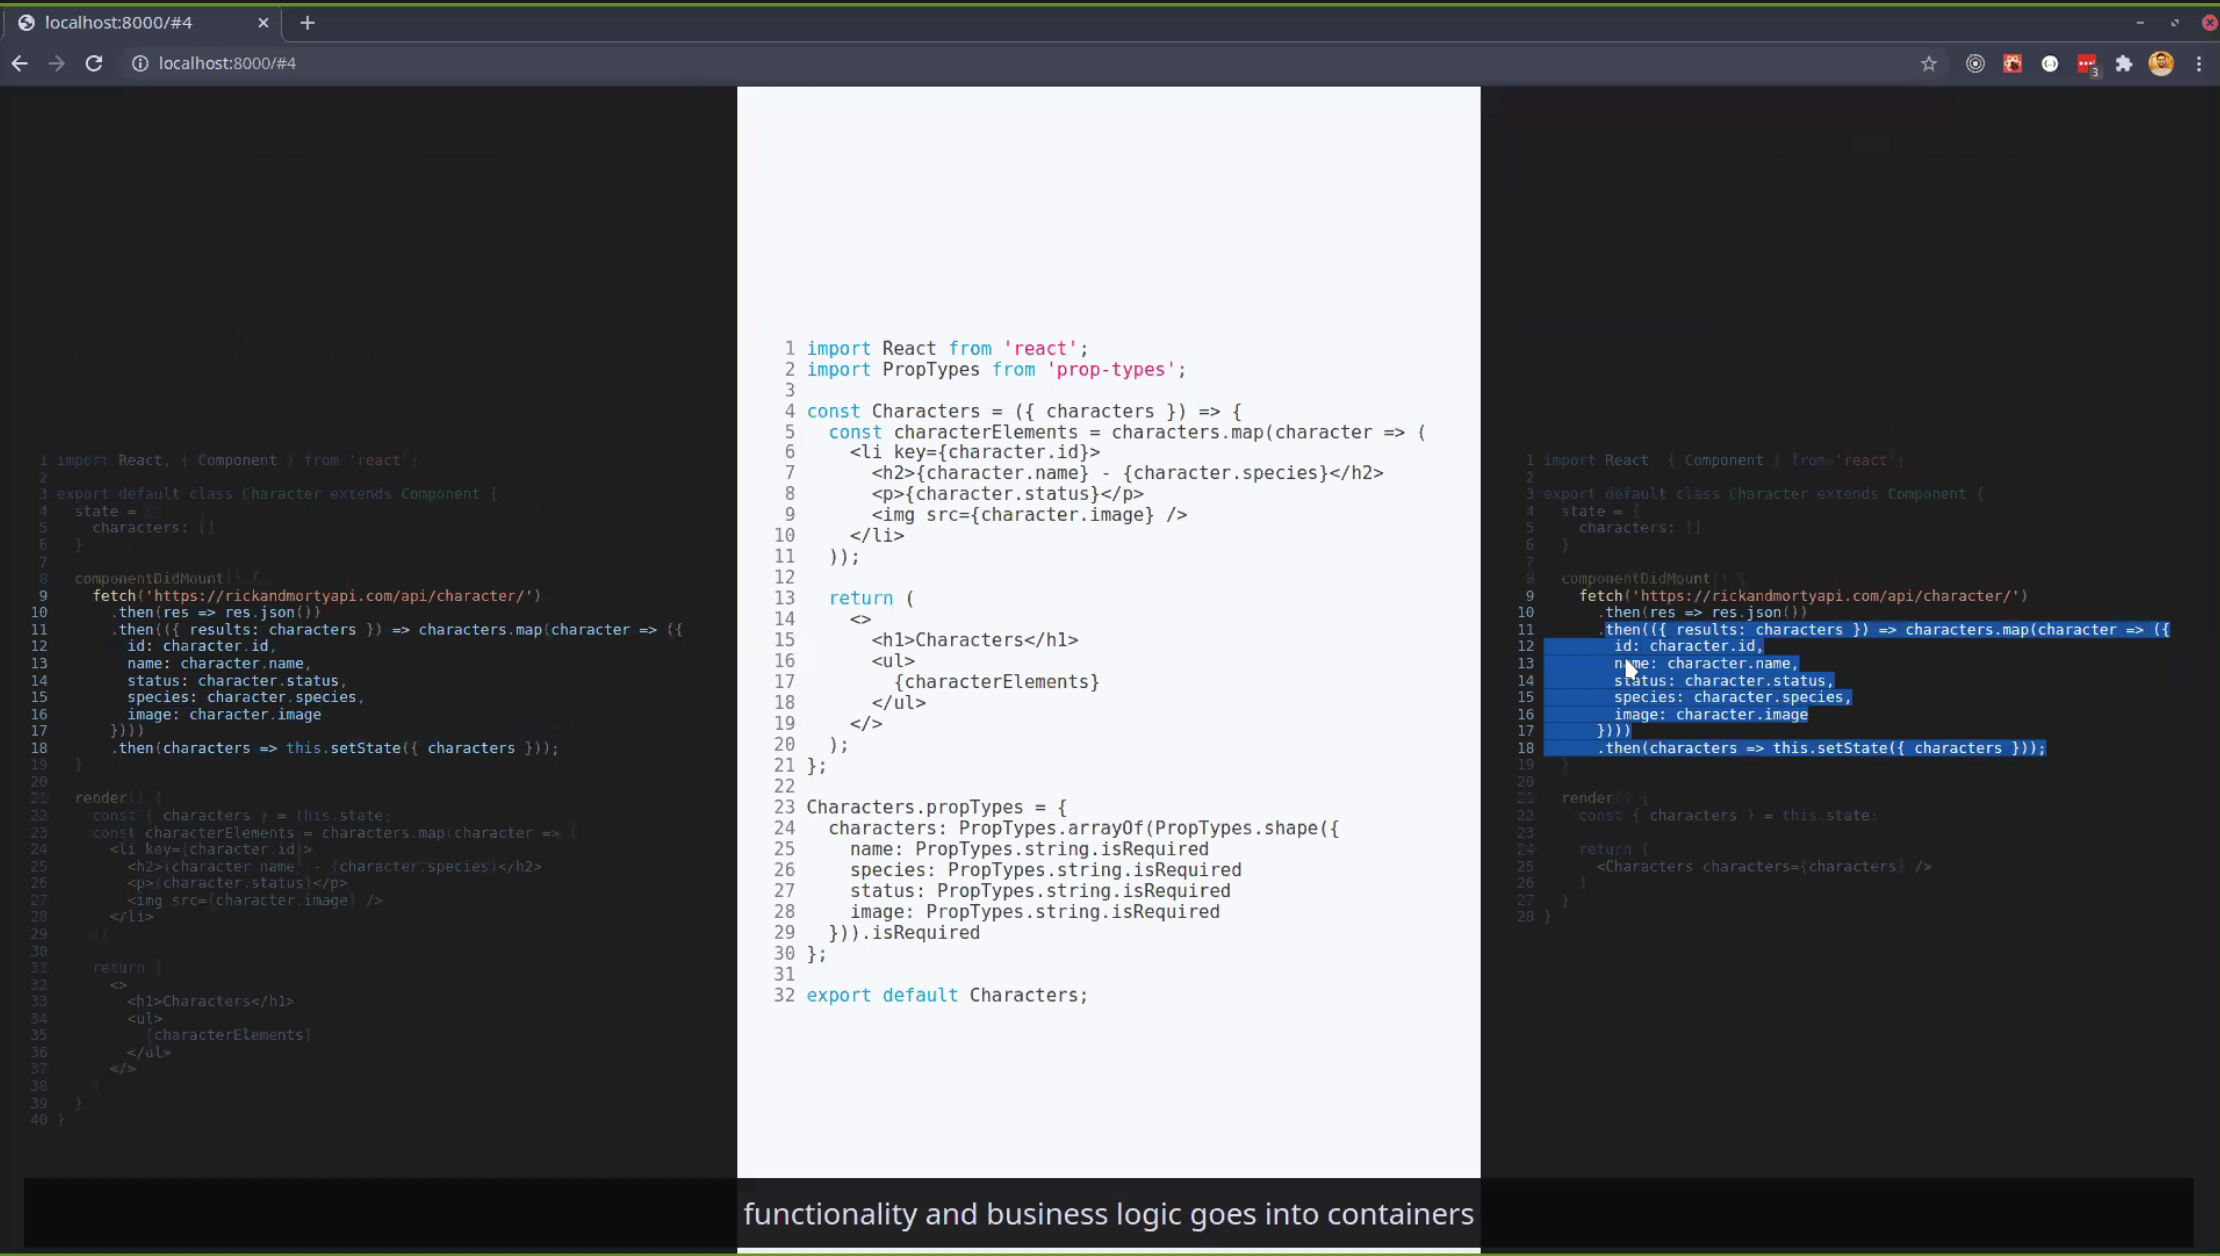 localhost:8000/#4
localhost:8000/#4
3
1 import React, { Component } from 'react';
2
3 export default class Character extends Component {
4 state = {
5 characters: []
6 }
7
8 componentDidMount() {
9 fetch('https://rickandmortyapi.com/api/character/')
10 .then(res => res.json())
11 .then(({ results: characters }) => characters.map(character => ({
12 id: character.id,
13 name: character.name,
14 status: character.status,
15 species: character.species,
16 image: character.image
17 })))
18 .then(characters => this.setState({ characters }));
19 }
20
21 render() {
22 const { characters } = this.state;
23 const characterElements = characters.map(character => (
24 <li key={character.id}>
25 <h2>{character.name} - {character.species}</h2>
26 <p>{character.status}</p>
27 <img src={character.image} />
28 </li>
29
30
31 return (
32 <>
33 <h1>Characters</h1>
34 <ul>
35 {characterElements}
36 </ul>
37 </>
38
39 }
40 }
1 import React from 'react';
2 import PropTypes from 'prop-types';
3
4 const Characters = ({ characters }) => {
5 const characterElements = characters.map(character => (
6 <li key={character.id}>
7 <h2>{character.name} - {character.species}</h2>
8 <p>{character.status}</p>
9 <img src={character.image} />
10 </li>
11 ));
12
13 return (
14 <>
15 <h1>Characters</h1>
16 <ul>
17 {characterElements}
18 </ul>
19 </>
20 );
21 };
22
23 Characters.propTypes = {
24 characters: PropTypes.arrayOf(PropTypes.shape({
25 name: PropTypes.string.isRequired
26 species: PropTypes.string.isRequired
27 status: PropTypes.string.isRequired
28 image: PropTypes.string.isRequired
29 })).isRequired
30 };
31
32 export default Characters;
1 import React, { Component } from 'react';
2
3 export default class Character extends Component {
4 state = {
5 characters: []
6 }
7
8 componentDidMount() {
9 fetch('https://rickandmortyapi.com/api/character/')
10 .then(res => res.json())
11 .then(({ results: characters }) => characters.map(character => ({
12 id: character.id,
13 name: character.name,
14 status: character.status,
15 species: character.species,
16 image: character.image
17 })))
18 .then(characters => this.setState({ characters }));
19 }
20
21 render() {
22 const { characters } = this.state;
23
24 return (
25 <Characters characters={characters} />
26 )
27 }
28 }
functionality and business logic goes into containers